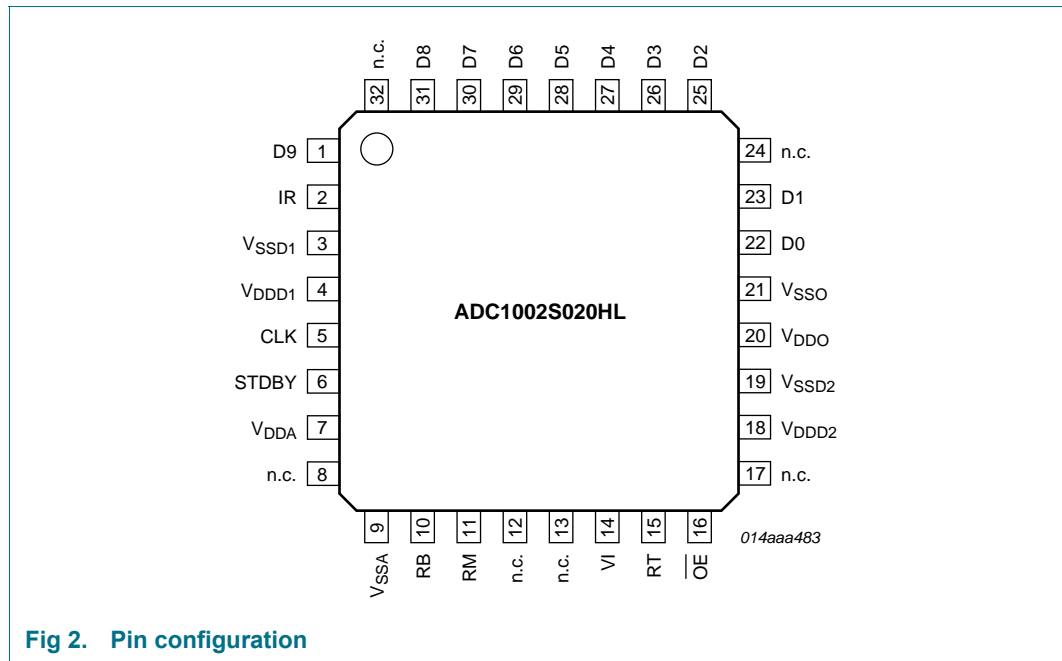 n.c. D8 D7 D6 D5 D4 D3 D2
32 31 30 29 28 27 26 25
D9 1
IR 2
VSSD1 3
VDDD1 4
CLK 5
STDBY 6
VDDA 7
n.c. 8
ADC1002S020HL
24 n.c.
23 D1
22 D0
21 VSSO
20 VDDO
19 VSSD2
18 VDDD2
17 n.c.
9 10 11 12 13 14 15 16
VSSA RB RM n.c. n.c. VI RT OE
014aaa483
Fig 2. Pin configuration